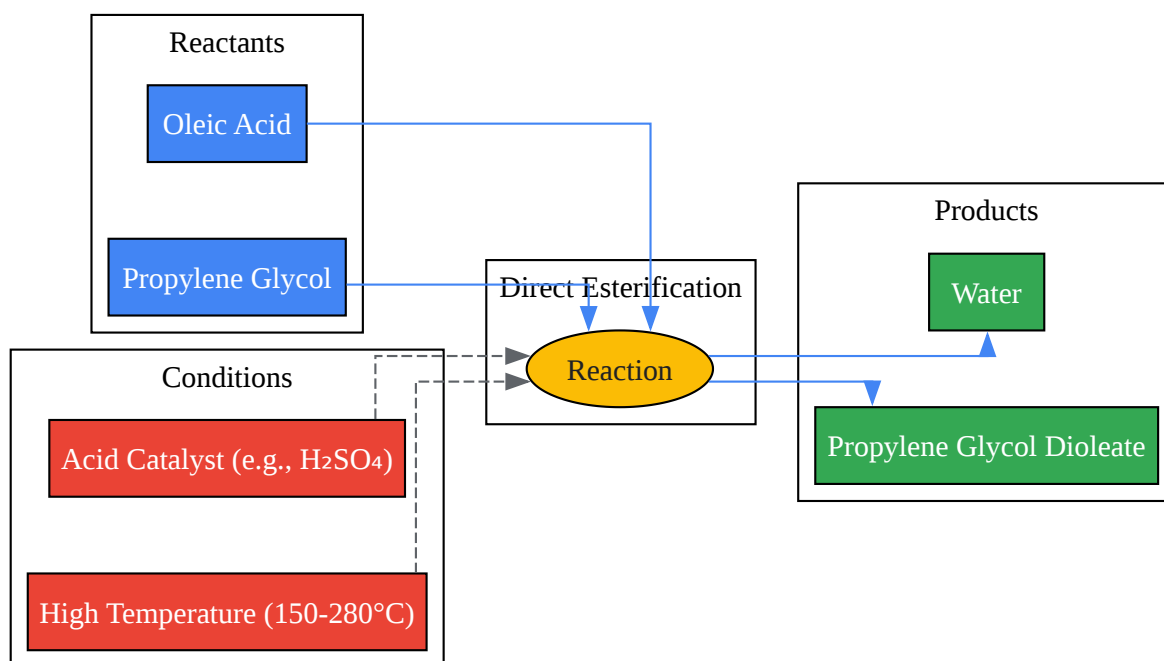 Reactants
Oleic Acid
Propylene Glycol
Conditions
Acid Catalyst (e.g., H₂SO₄)
High Temperature (150-280°C)
Direct Esterification
Reaction
Products
Water
Propylene Glycol Dioleate